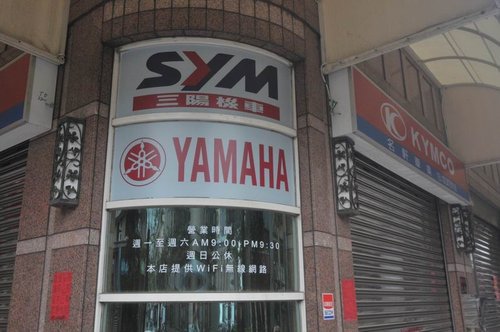 SYM
三陽機車
YAMAHA
營業時間
週一至週六AM9:00-PM9:30
週日公休
本店提供WiFi無線網路
KYMCO